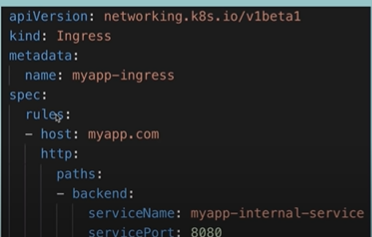 apiVersion: networking.k8s.io/v1beta1
kind: Ingress
metadata:
  name: myapp-ingress
spec:
  rules:
  - host: myapp.com
    http:
      paths:
      - backend:
          serviceName: myapp-internal-service
          servicePort: 8080